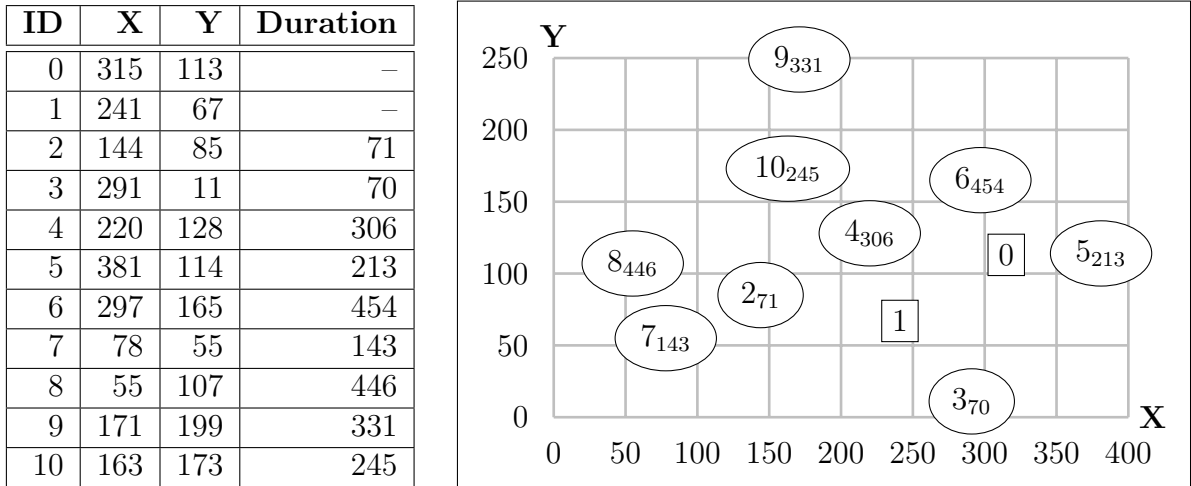 ID X Y Duration
0 315 113 –
1 241 67 –
2 144 85 71
3 291 11 70
4 220 128 306
5 381 114 213
6 297 165 454
7 78 55 143
8 55 107 446
9 171 199 331
10 163 173 245
Y
250
200
150
100
50
0
9₃₃₁
10₂₄₅
6₄₅₄
4₃₀₆
5₂₁₃
0
8₄₄₆
2₇₁
1
7₁₄₃
3₇₀
X
0 50 100 150 200 250 300 350 400